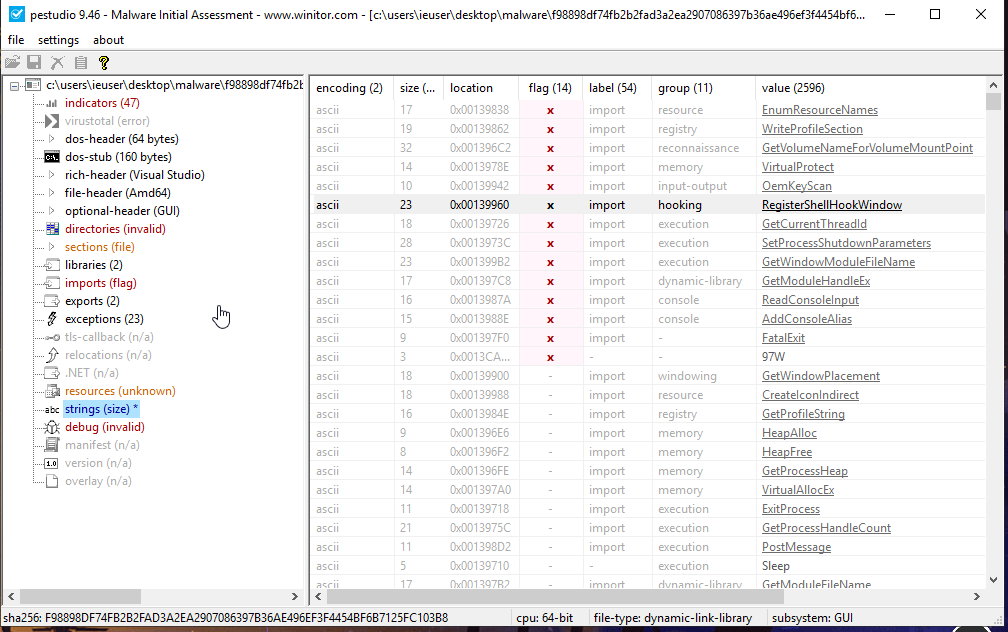 pestudio 9.46 - Malware Initial Assessment - www.winitor.com - [c:\users\ieuser\desktop\malware\f98898df74fb2b2fad3a2ea2907086397b36ae496ef3f4454bf6...
file settings about
c:\users\ieuser\desktop\malware\f98898df74fb2b
indicators (47)
virustotal (error)
dos-header (64 bytes)
dos-stub (160 bytes)
rich-header (Visual Studio)
file-header (Amd64)
optional-header (GUI)
directories (invalid)
sections (file)
libraries (2)
imports (flag)
exports (2)
exceptions (23)
tls-callback (n/a)
relocations (n/a)
.NET (n/a)
resources (unknown)
abc strings (size) *
debug (invalid)
manifest (n/a)
1.0 version (n/a)
overlay (n/a)
encoding (2) size (... location flag (14) label (54) group (11) value (2596)
ascii 17 0x00139838 x import resource EnumResourceNames
ascii 19 0x00139862 x import registry WriteProfileSection
ascii 32 0x001396C2 x import reconnaissance GetVolumeNameForVolumeMountPoint
ascii 14 0x0013978E x import memory VirtualProtect
ascii 10 0x00139942 x import input-output OemKeyScan
ascii 23 0x00139960 x import hooking RegisterShellHookWindow
ascii 18 0x00139726 x import execution GetCurrentThreadId
ascii 28 0x0013973C x import execution SetProcessShutdownParameters
ascii 23 0x001399B2 x import execution GetWindowModuleFileName
ascii 17 0x001397C8 x import dynamic-library GetModuleHandleEx
ascii 16 0x0013987A x import console ReadConsoleInput
ascii 15 0x0013988E x import console AddConsoleAlias
ascii 9 0x001397F0 x import - FatalExit
ascii 3 0x0013CA... x - - 97W
ascii 18 0x00139900 - import windowing GetWindowPlacement
ascii 18 0x00139988 - import resource CreateIconIndirect
ascii 16 0x0013984E - import registry GetProfileString
ascii 9 0x001396E6 - import memory HeapAlloc
ascii 8 0x001396F2 - import memory HeapFree
ascii 14 0x001396FE - import memory GetProcessHeap
ascii 14 0x001397A0 - import memory VirtualAllocEx
ascii 11 0x00139718 - import execution ExitProcess
ascii 21 0x0013975C - import execution GetProcessHandleCount
ascii 11 0x001398D2 - import execution PostMessage
ascii 5 0x00139710 - - execution Sleep
ascii 17 0x001397B2 - import dynamic-library GetModuleFileName
sha256: F98898DF74FB2B2FAD3A2EA2907086397B36AE496EF3F4454BF6B7125FC103B8 cpu: 64-bit file-type: dynamic-link-library subsystem: GUI